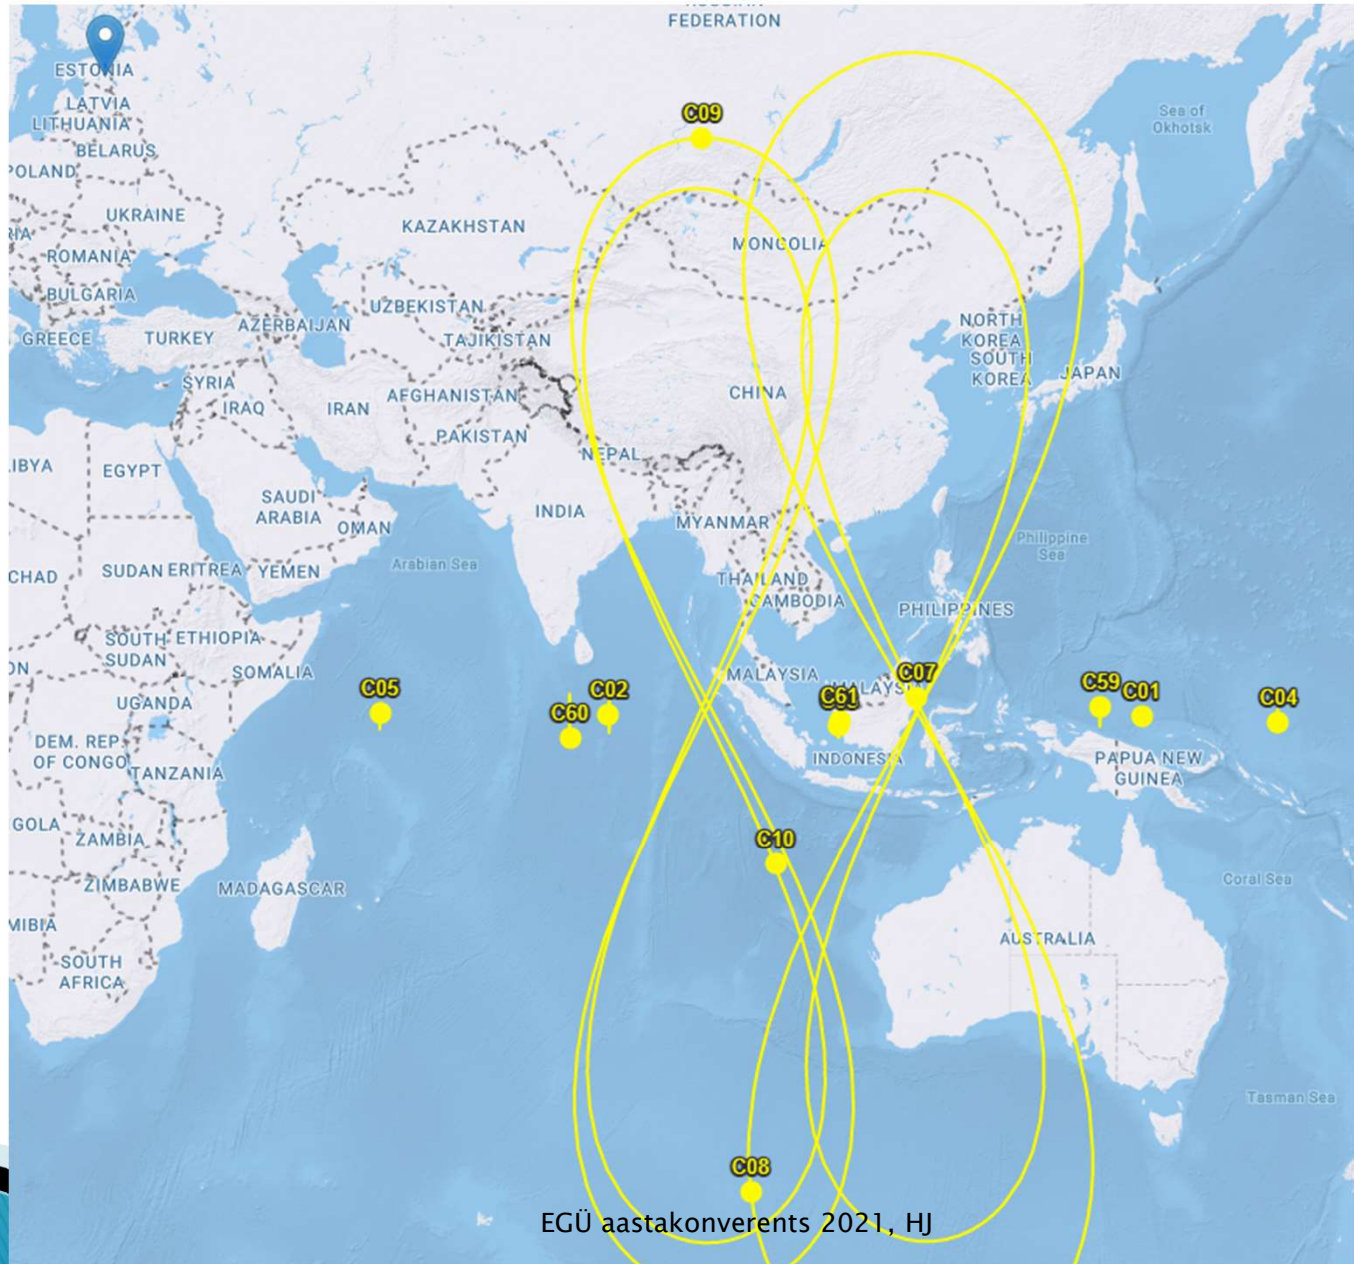 FEDERATION
ESTONIA
LATVIA
LITHUANIA
BELARUS
POLAND
UKRAINE
ROMANIA
BULGARIA
GREECE
TURKEY
AZERBAIJAN
KAZAKHSTAN
UZBEKISTAN
TAJIKISTAN
AFGHANISTAN
PAKISTAN
SYRIA
IRAQ
IRAN
MONGOLIA
CHINA
NORTH
KOREA
SOUTH
KOREA
JAPAN
Sea of
Okhotsk
C09
NEPAL
INDIA
MYANMAR
THAILAND
CAMBODIA
PHILIPPINES
Philippine
Sea
IBYA
EGYPT
SAUDI
ARABIA
OMAN
YEMEN
Arabian Sea
CHAD
SUDAN
ERITREA
SOUTH
SUDAN
ETHIOPIA
SOMALIA
UGANDA
DEM. REP
OF CONGO
TANZANIA
GOLA
ZAMBIA
ZIMBABWE
MIBIA
SOUTH
AFRICA
MADAGASCAR
C05
C60
C02
MALAYSIA
MALAYS
C61
C07
C59
C01
C04
INDONESIA
PAPUA NEW
GUINEA
C10
Coral Sea
AUSTRALIA
Tasman Sea
C08
EGÜ aastakonverents 2021, HJ